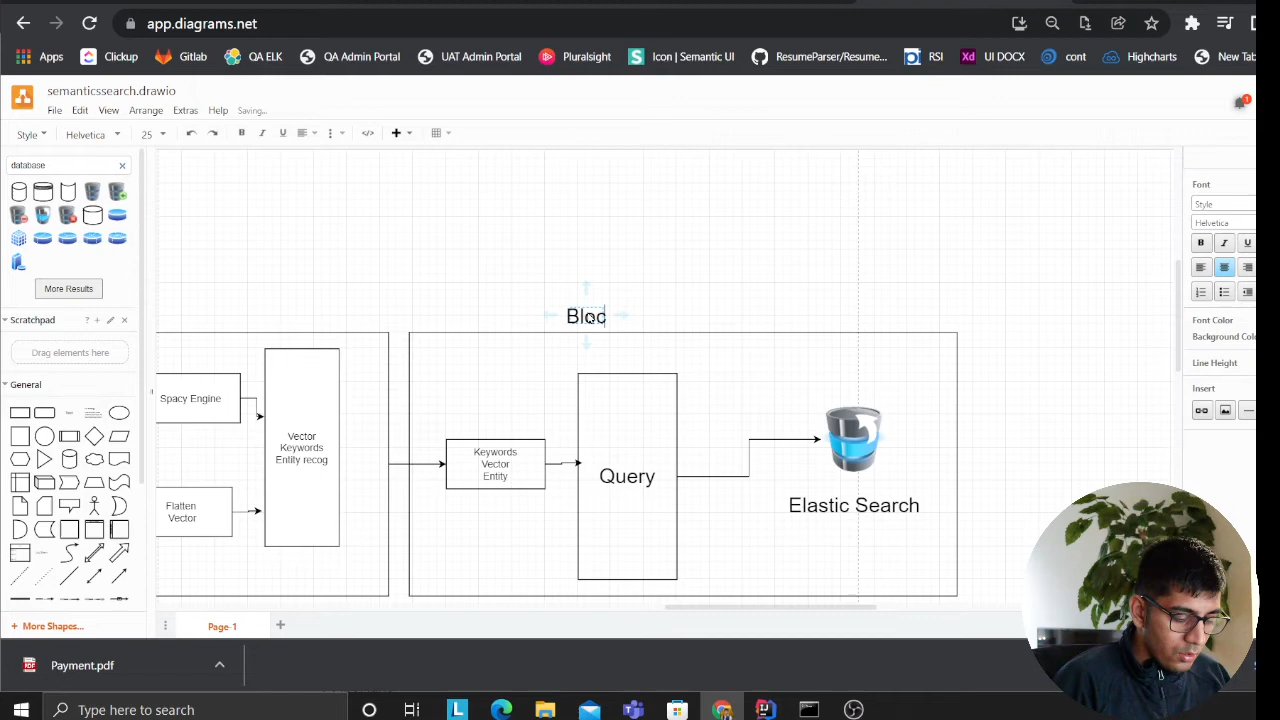 app.diagrams.net
Apps
Clickup
Gitlab
QA ELK
QA Admin Portal
UAT Admin Portal
Pluralsight
Icon | Semantic UI
ResumeParser/Resume...
RSI
UI DOCX
cont
Highcharts
New Tab
semanticssearch.drawio
File Edit View Arrange Extras Help Saving...
Style Helvetica 25
database
More Results
Scratchpad
Drag elements here
General
More Shapes...
Page-1
Bloc
Spacy Engine
Flatten
Vector
Vector
Keywords
Entity recog
Keywords
Vector
Entity
Query
Elastic Search
Font
Style
Helvetica
Font Color
Background Col
Line Height
Insert
Payment.pdf
Type here to search